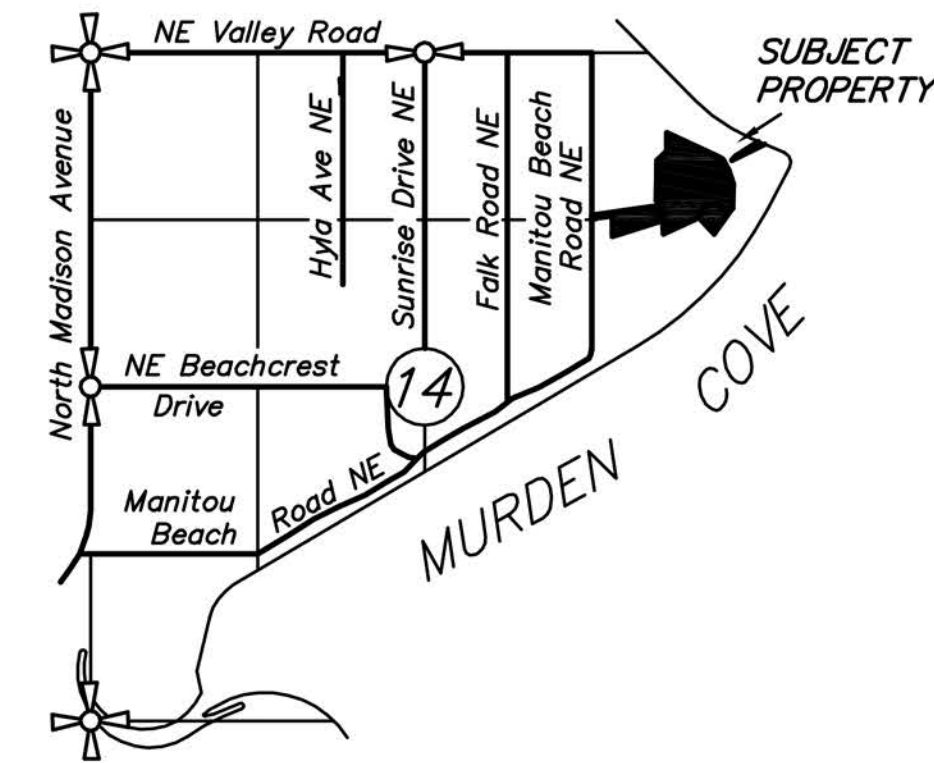 NE Valley Road
SUBJECT
PROPERTY
North Madison Avenue
Hyla Ave NE
Sunrise Drive NE
Falk Road NE
Manitou Beach
Road NE
NE Beachcrest
Drive
14
Manitou
Beach
Road NE
MURDEN COVE